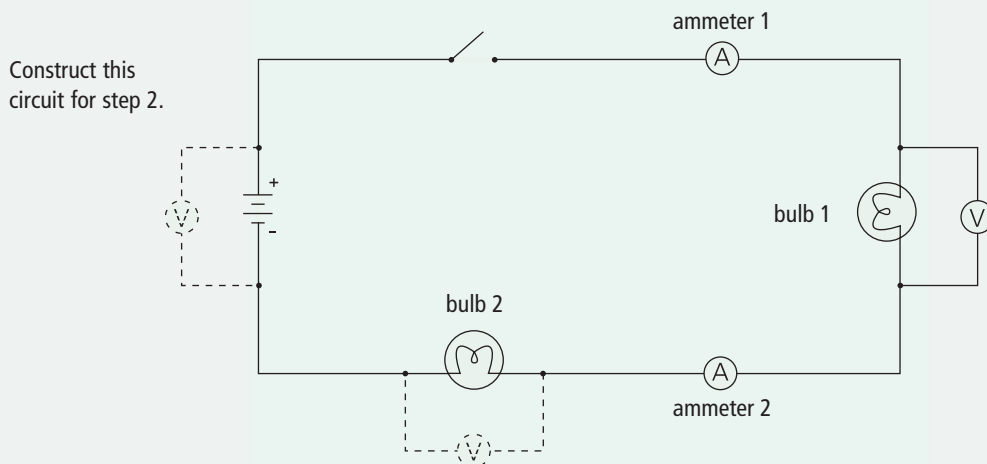 ammeter 1
Construct this
circuit for step 2.
A
+
V
-
bulb 1
V
bulb 2
A
ammeter 2
V